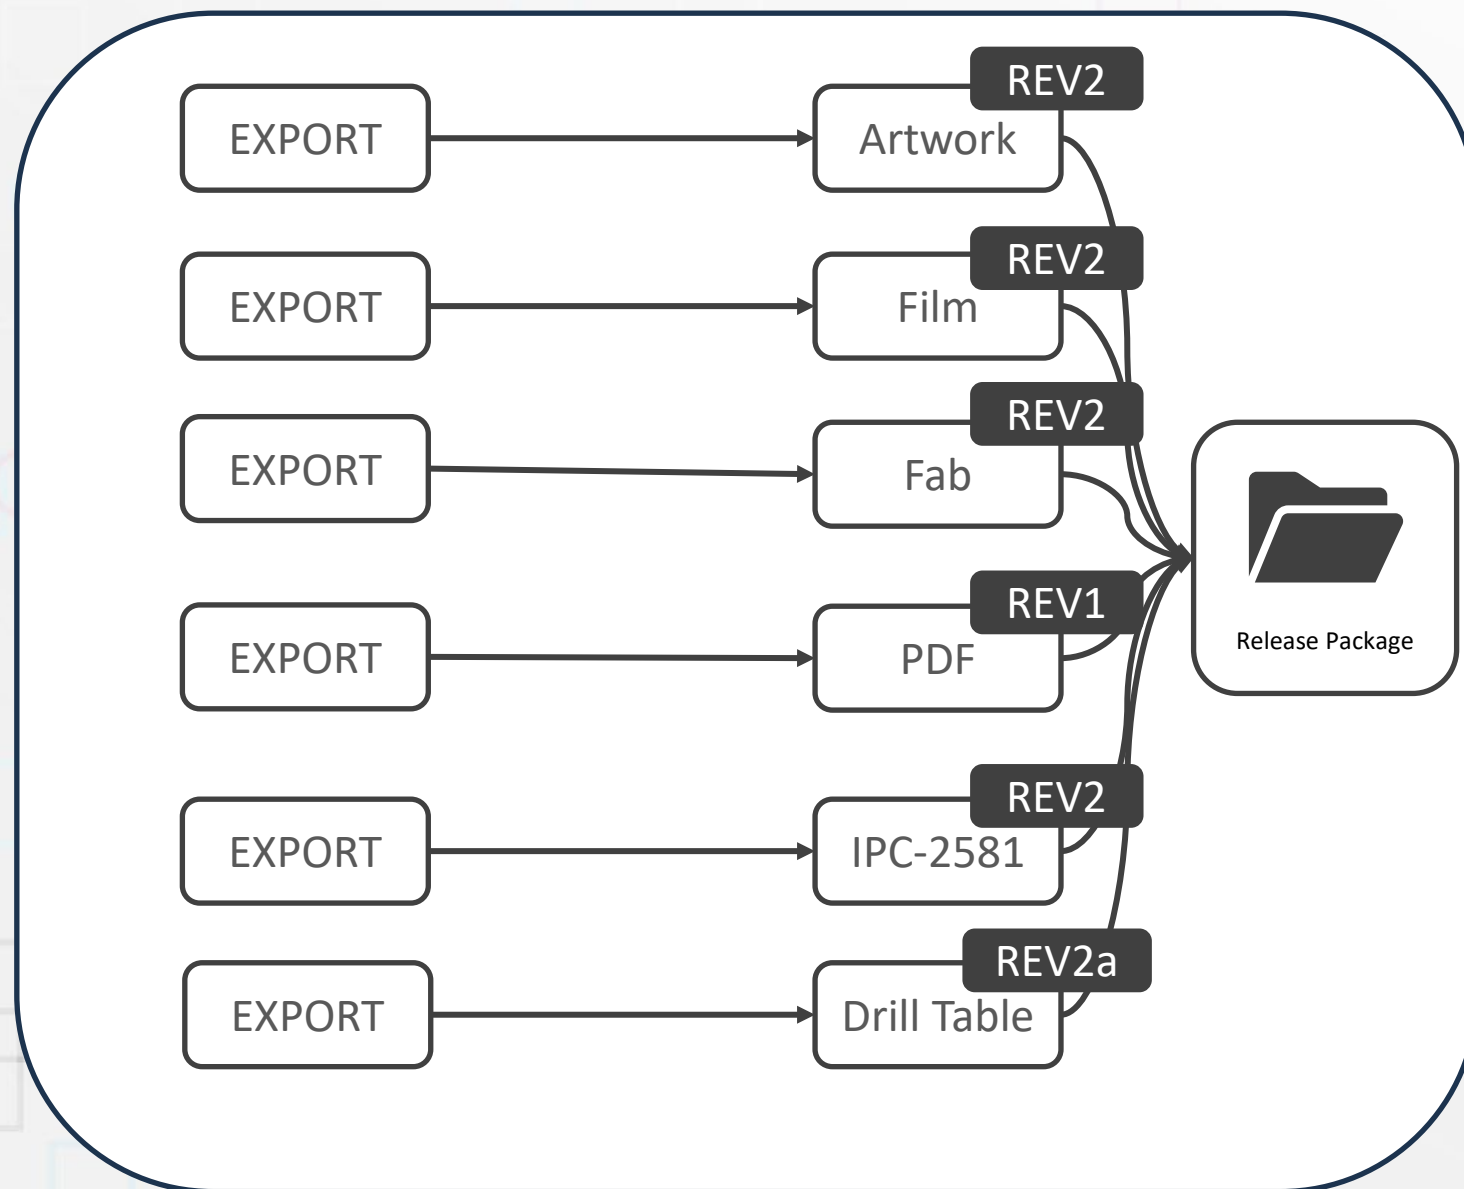 REV2
EXPORT
Artwork
REV2
EXPORT
Film
REV2
EXPORT
Fab
REV1
EXPORT
PDF
Release Package
REV2
EXPORT
IPC-2581
REV2a
EXPORT
Drill Table